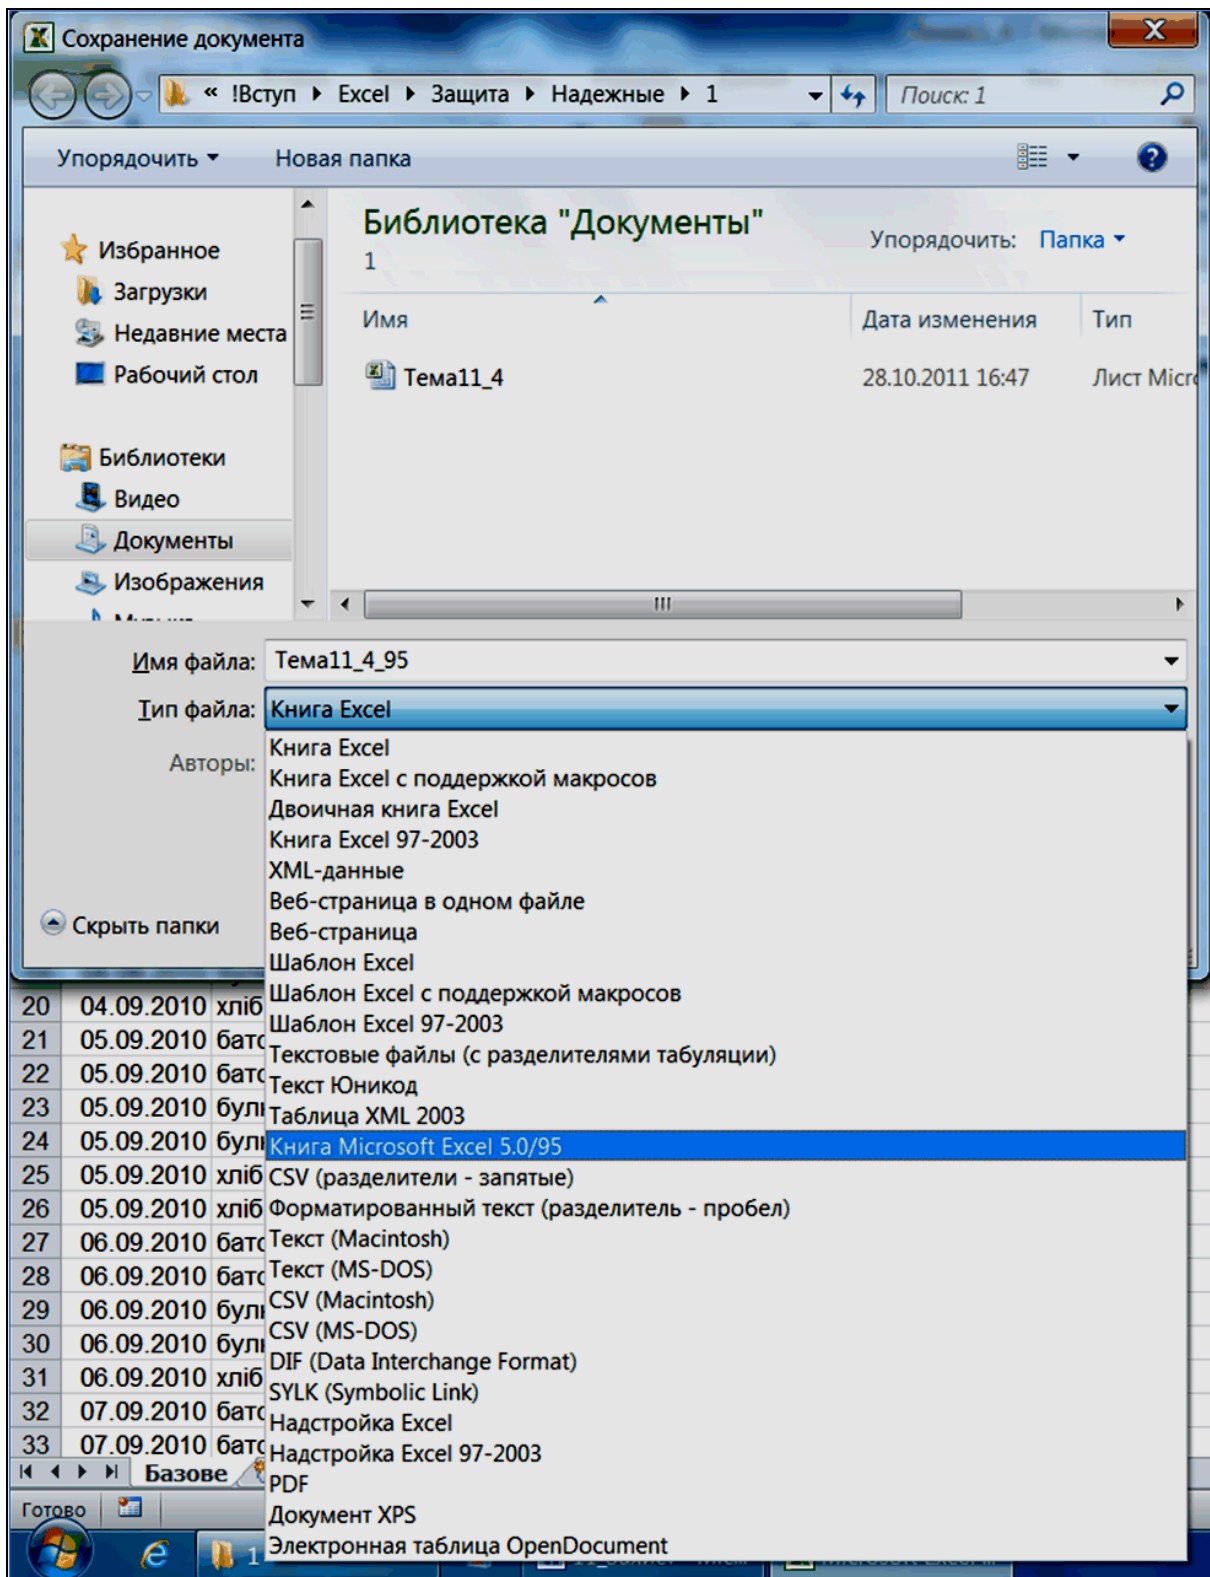 Сохранение документа
« !Вступ Excel Защита Надежные 1
Поиск: 1
Упорядочить Новая папка
Библиотека "Документы"
1
Упорядочить: Папка
Избранное
Загрузки
Недавние места
Рабочий стол
Имя Дата изменения Тип
Тема11_4 28.10.2011 16:47 Лист Micro
Библиотеки
Видео
Документы
Изображения
Имя файла: Тема11_4_95
Тип файла: Книга Excel
Авторы:
Скрыть папки
Книга Excel
Книга Excel с поддержкой макросов
Двоичная книга Excel
Книга Excel 97-2003
XML-данные
Веб-страница в одном файле
Веб-страница
Шаблон Excel
Шаблон Excel с поддержкой макросов
Шаблон Excel 97-2003
Текстовые файлы (с разделителями табуляции)
Текст Юникод
Таблица XML 2003
Книга Microsoft Excel 5.0/95
CSV (разделители - запятые)
Форматированный текст (разделитель - пробел)
Текст (Macintosh)
Текст (MS-DOS)
CSV (Macintosh)
CSV (MS-DOS)
DIF (Data Interchange Format)
SYLK (Symbolic Link)
Надстройка Excel
Надстройка Excel 97-2003
PDF
Документ XPS
Электронная таблица OpenDocument
20 04.09.2010 хліб
21 05.09.2010
22 05.09.2010
23 05.09.2010
24 05.09.2010
25 05.09.2010 хліб
26 05.09.2010 хліб
27 06.09.2010
28 06.09.2010
29 06.09.2010
30 06.09.2010
31 06.09.2010 хліб
32 07.09.2010
33 07.09.2010
Базове
Готово
1